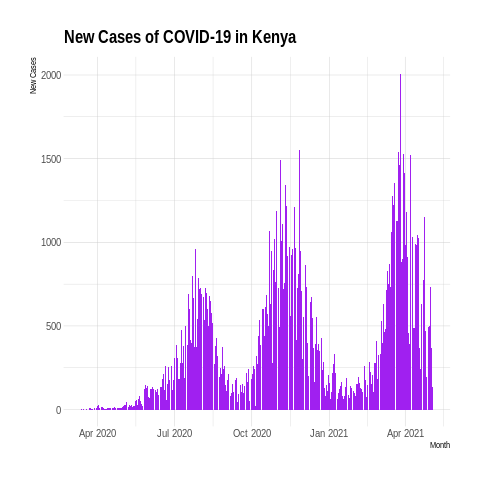 New Cases of COVID-19 in Kenya
New Cases
2000
1500
1000
500
0
Apr 2020
Jul 2020
Oct 2020
Jan 2021
Apr 2021
Month